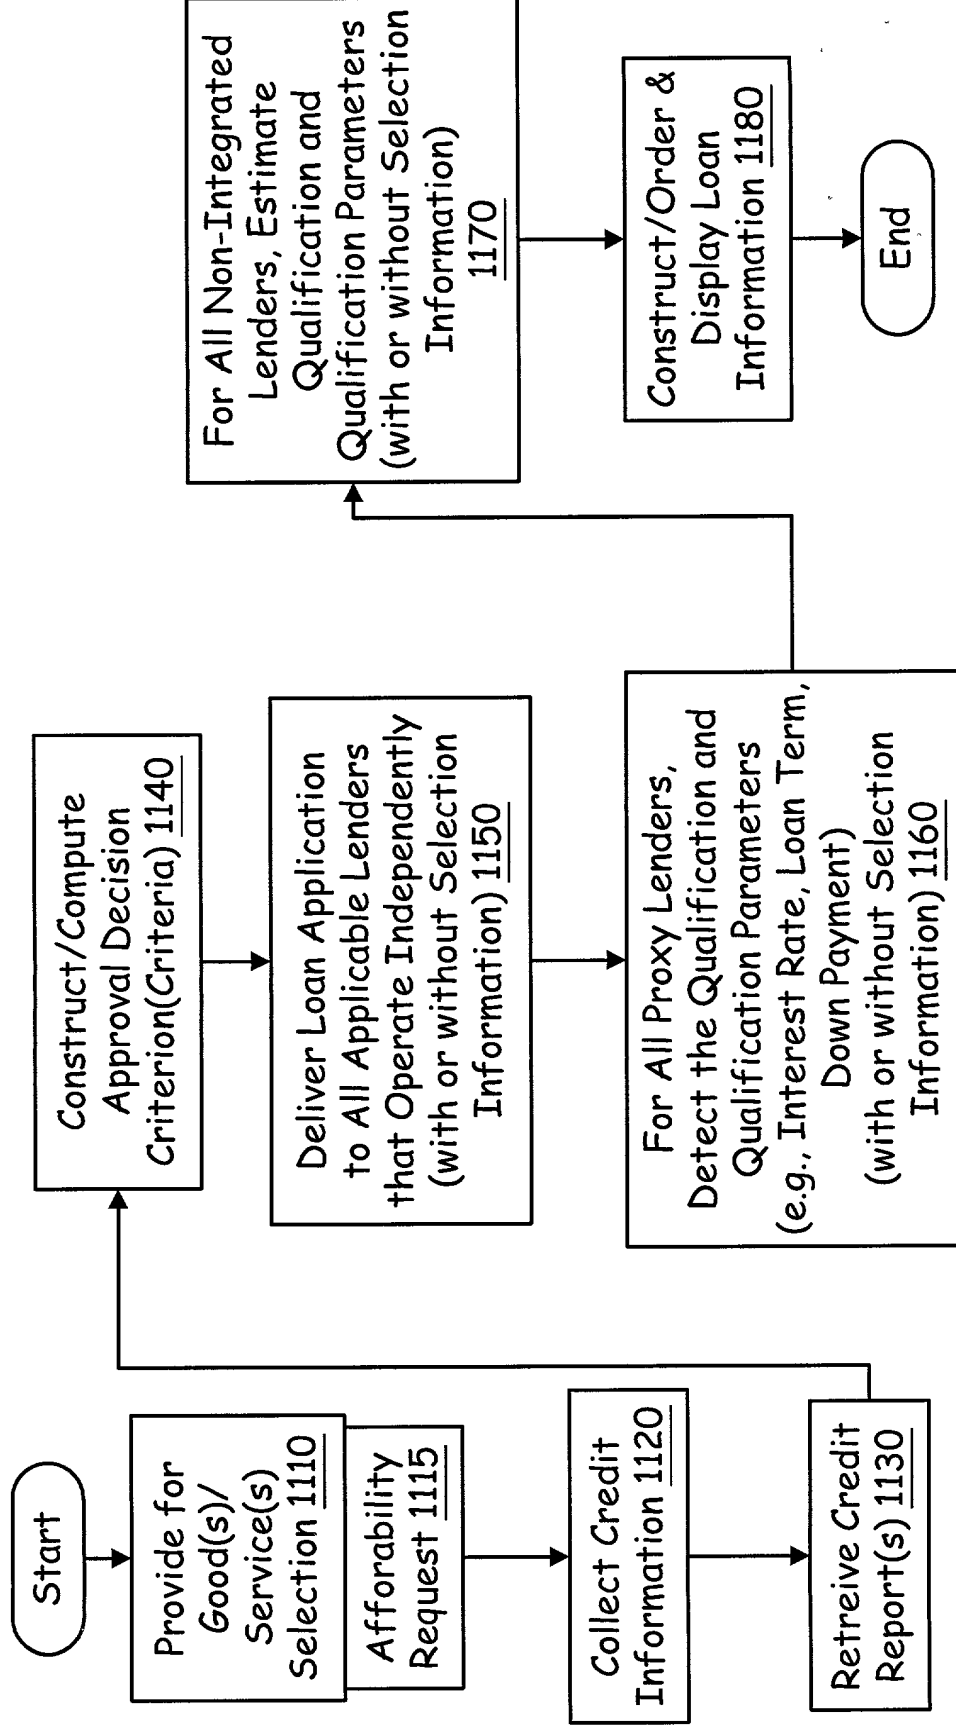 Start
Provide for
Good(s)/
Service(s)
Selection 1110
Afforability
Request 1115
Collect Credit
Information 1120
Retreive Credit
Report(s) 1130
Construct/Compute
Approval Decision
Criterion(Criteria) 1140
Deliver Loan Application
to All Applicable Lenders
that Operate Independently
(with or without Selection
Information) 1150
For All Proxy Lenders,
Detect the Qualification and
Qualification Parameters
(e.g., Interest Rate, Loan Term,
Down Payment)
(with or without Selection
Information) 1160
For All Non-Integrated
Lenders, Estimate
Qualification and
Qualification Parameters
(with or without Selection
Information)
1170
Construct/Order &
Display Loan
Information 1180
End